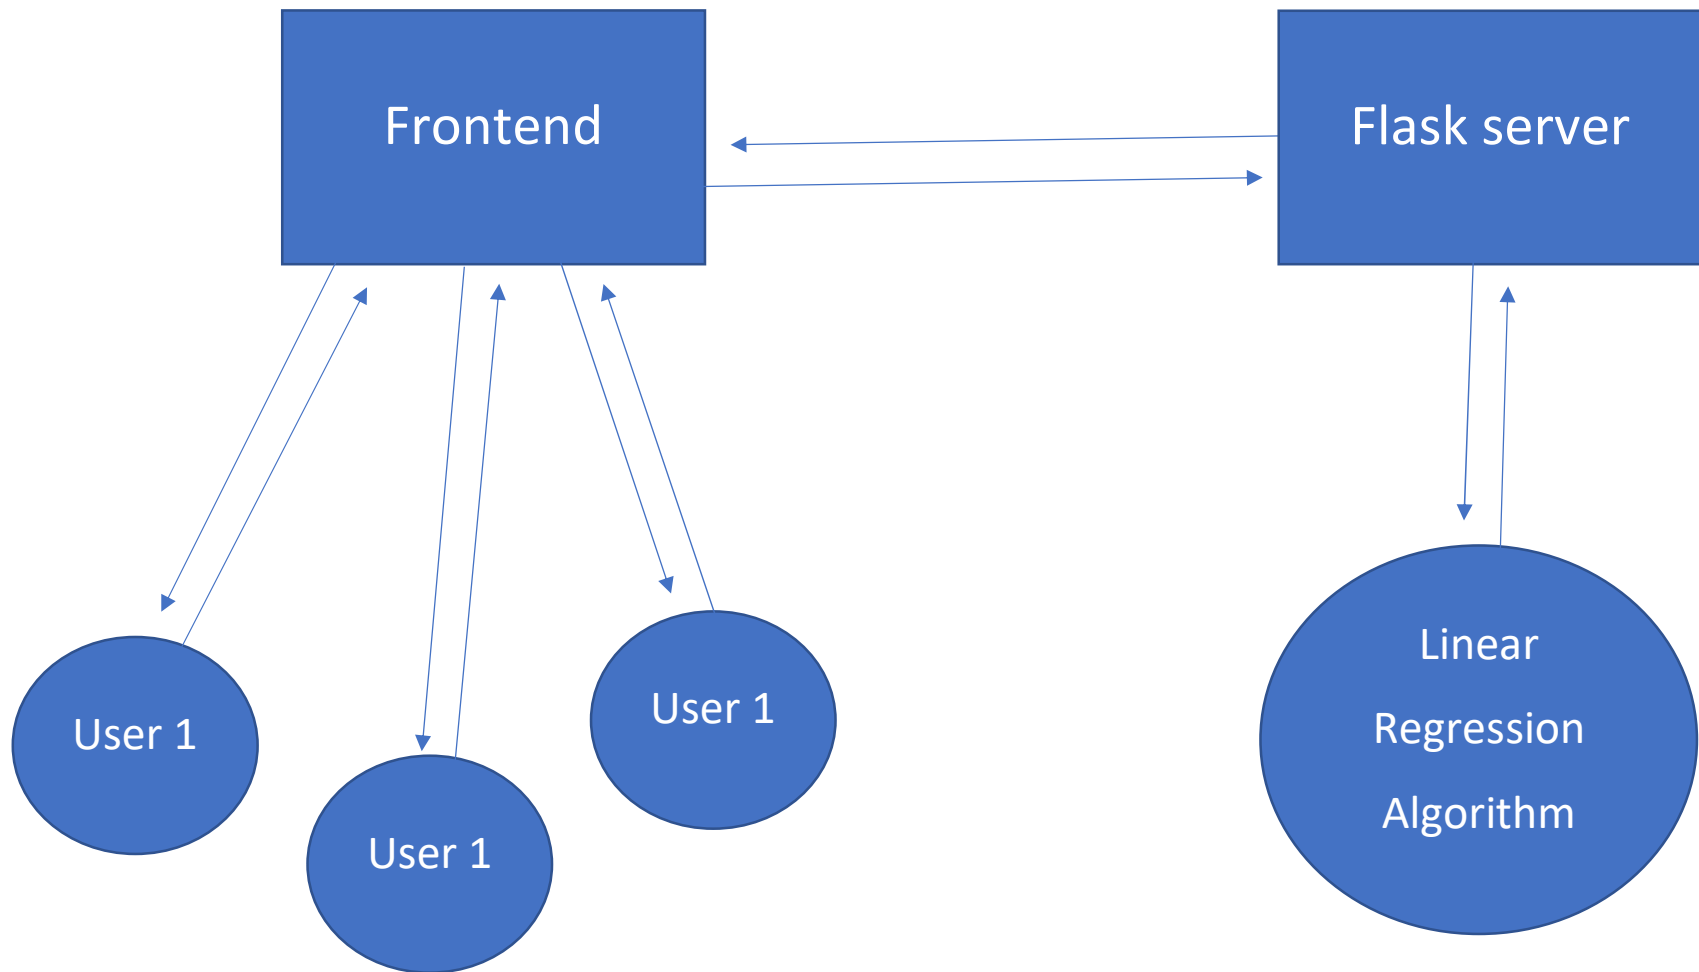 Frontend
Flask server
User 1
User 1
User 1
Linear
Regression
Algorithm